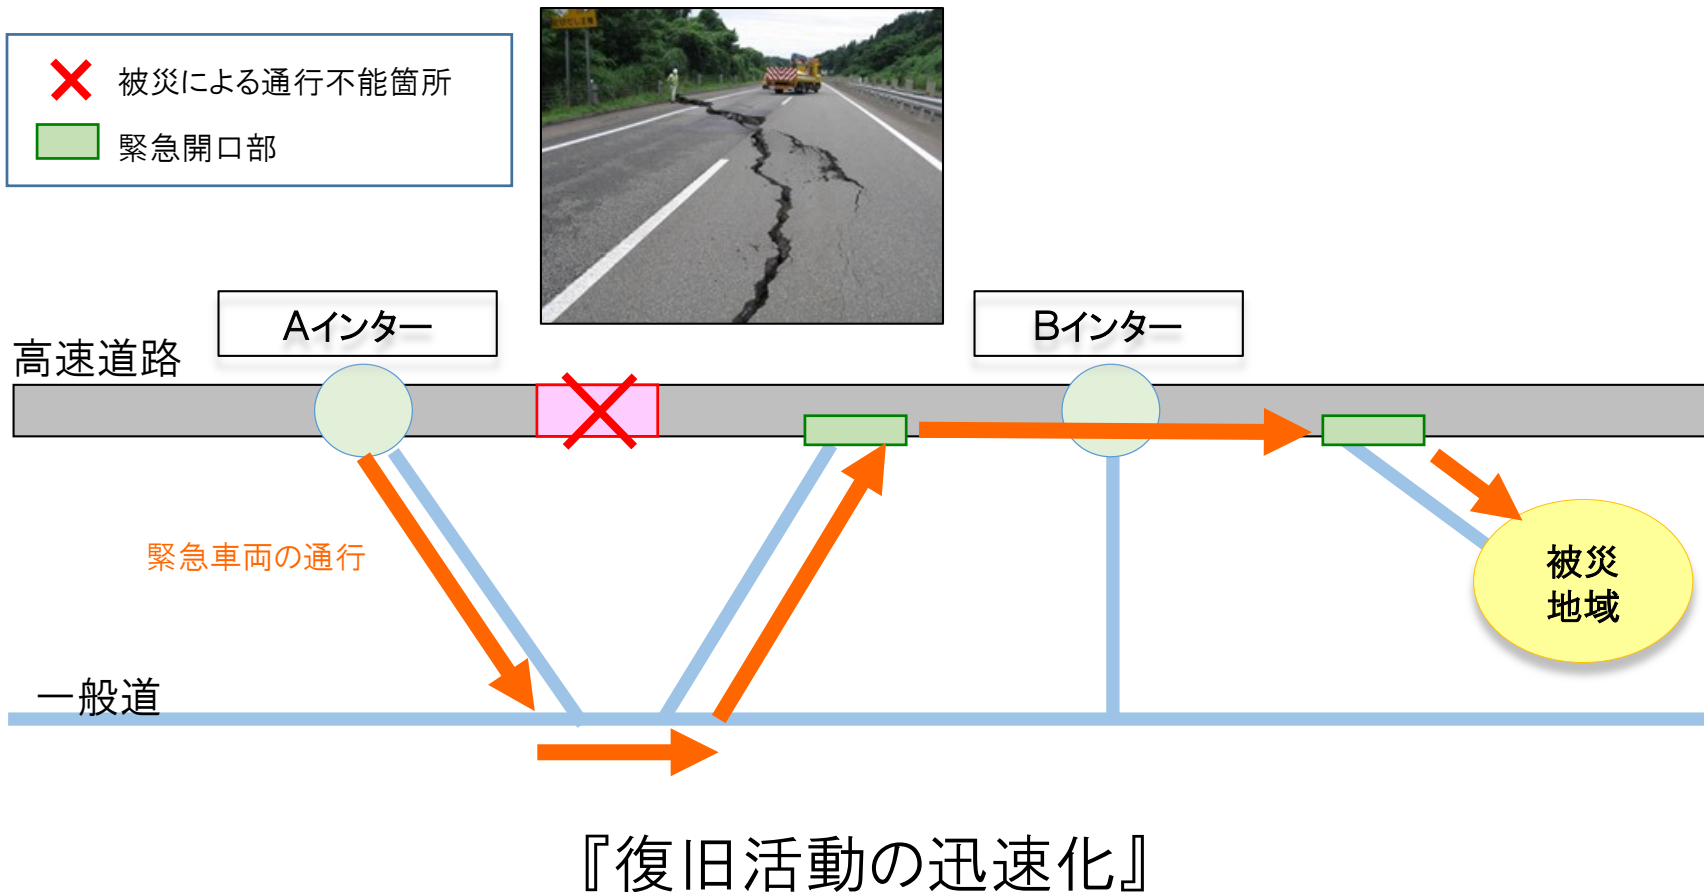 被災による通行不能箇所
緊急開口部
Aインター
Bインター
高速道路
緊急車両の通行
被災
地域
一般道
『復旧活動の迅速化』